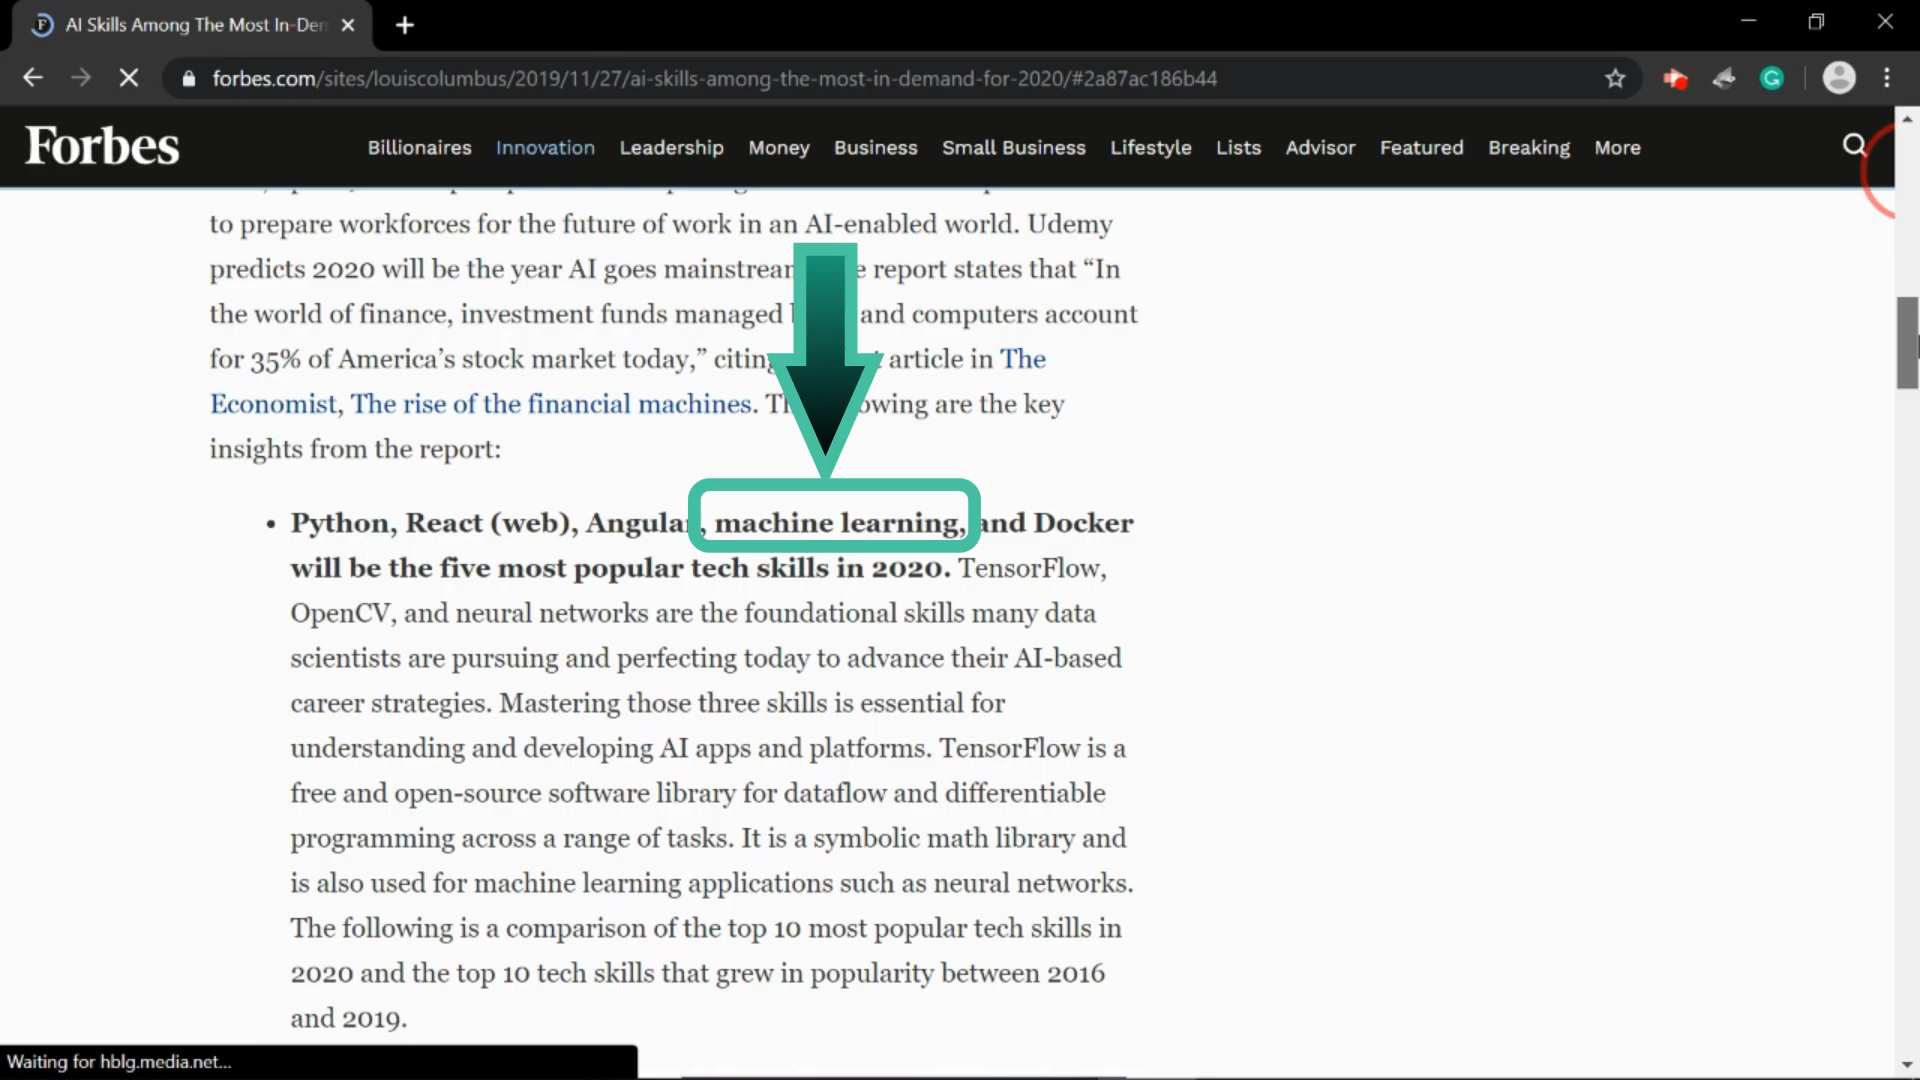 AI Skills Among The Most In-Den
forbes.com/sites/louiscolumbus/2019/11/27/ai-skills-among-the-most-in-demand-for-2020/#2a87ac186b44
Forbes Billionaires Innovation Leadership Money Business Small Business Lifestyle Lists Advisor Featured Breaking More
to prepare workforces for the future of work in an AI-enabled world. Udemy
predicts 2020 will be the year AI goes report states that “In
the world of finance, investment funds managed and computers account
for 35% of America’s stock market today,” article in The
Economist, The rise of the financial machines. are the key
insights from the report:
• Python, React (web), Angular, machine learning, and Docker
will be the five most popular tech skills in 2020. TensorFlow,
OpenCV, and neural networks are the foundational skills many data
scientists are pursuing and perfecting today to advance their AI-based
career strategies. Mastering those three skills is essential for
understanding and developing AI apps and platforms. TensorFlow is a
free and open-source software library for dataflow and differentiable
programming across a range of tasks. It is a symbolic math library and
is also used for machine learning applications such as neural networks.
The following is a comparison of the top 10 most popular tech skills in
2020 and the top 10 tech skills that grew in popularity between 2016
and 2019.
Waiting for hblg.media.net...